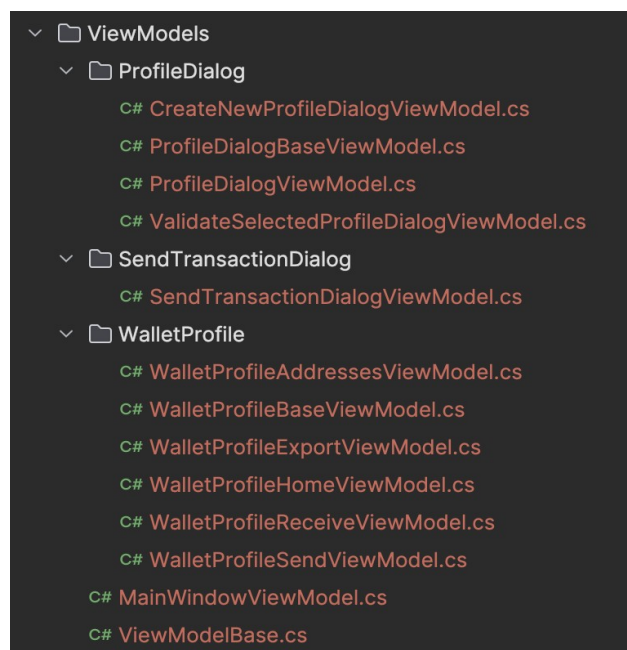 ViewModels
ProfileDialog
C# CreateNewProfileDialogViewModel.cs
C# ProfileDialogBaseViewModel.cs
C# ProfileDialogViewModel.cs
C# ValidateSelectedProfileDialogViewModel.cs
SendTransactionDialog
C# SendTransactionDialogViewModel.cs
WalletProfile
C# WalletProfileAddressesViewModel.cs
C# WalletProfileBaseViewModel.cs
C# WalletProfileExportViewModel.cs
C# WalletProfileHomeViewModel.cs
C# WalletProfileReceiveViewModel.cs
C# WalletProfileSendViewModel.cs
C# MainWindowViewModel.cs
C# ViewModelBase.cs